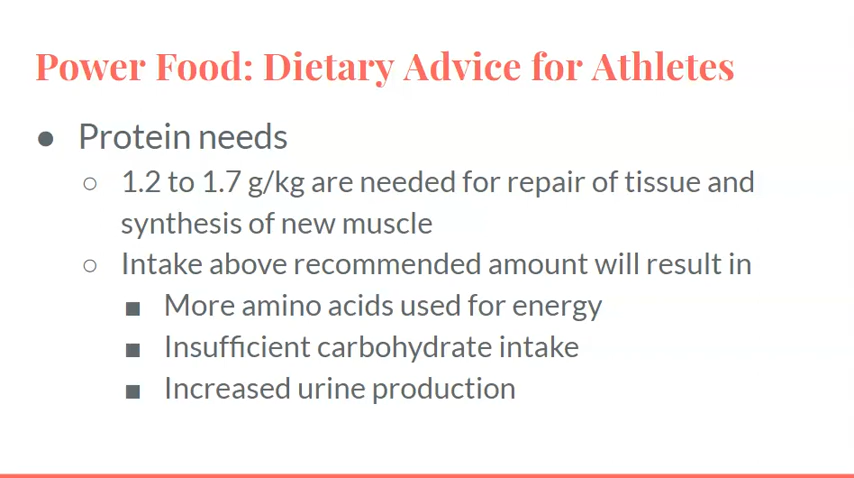 Power Food: Dietary Advice for Athletes
● Protein needs
○ 1.2 to 1.7 g/kg are needed for repair of tissue and
synthesis of new muscle
○ Intake above recommended amount will result in
■ More amino acids used for energy
■ Insufficient carbohydrate intake
■ Increased urine production